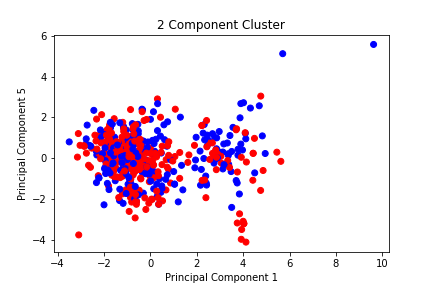 2 Component Cluster
6
4
2
0
−2
−4
Principal Component 5
−4 −2 0 2 4 6 8 10
Principal Component 1